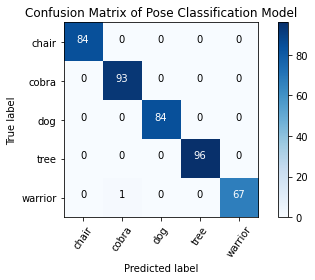 Confusion Matrix of Pose Classification Model
True label
chair 84 0 0 0 0
cobra 0 93 0 0 0
dog 0 0 84 0 0
tree 0 0 0 96 0
warrior 0 1 0 0 67
chair cobra dog tree warrior
Predicted label
80
60
40
20
0